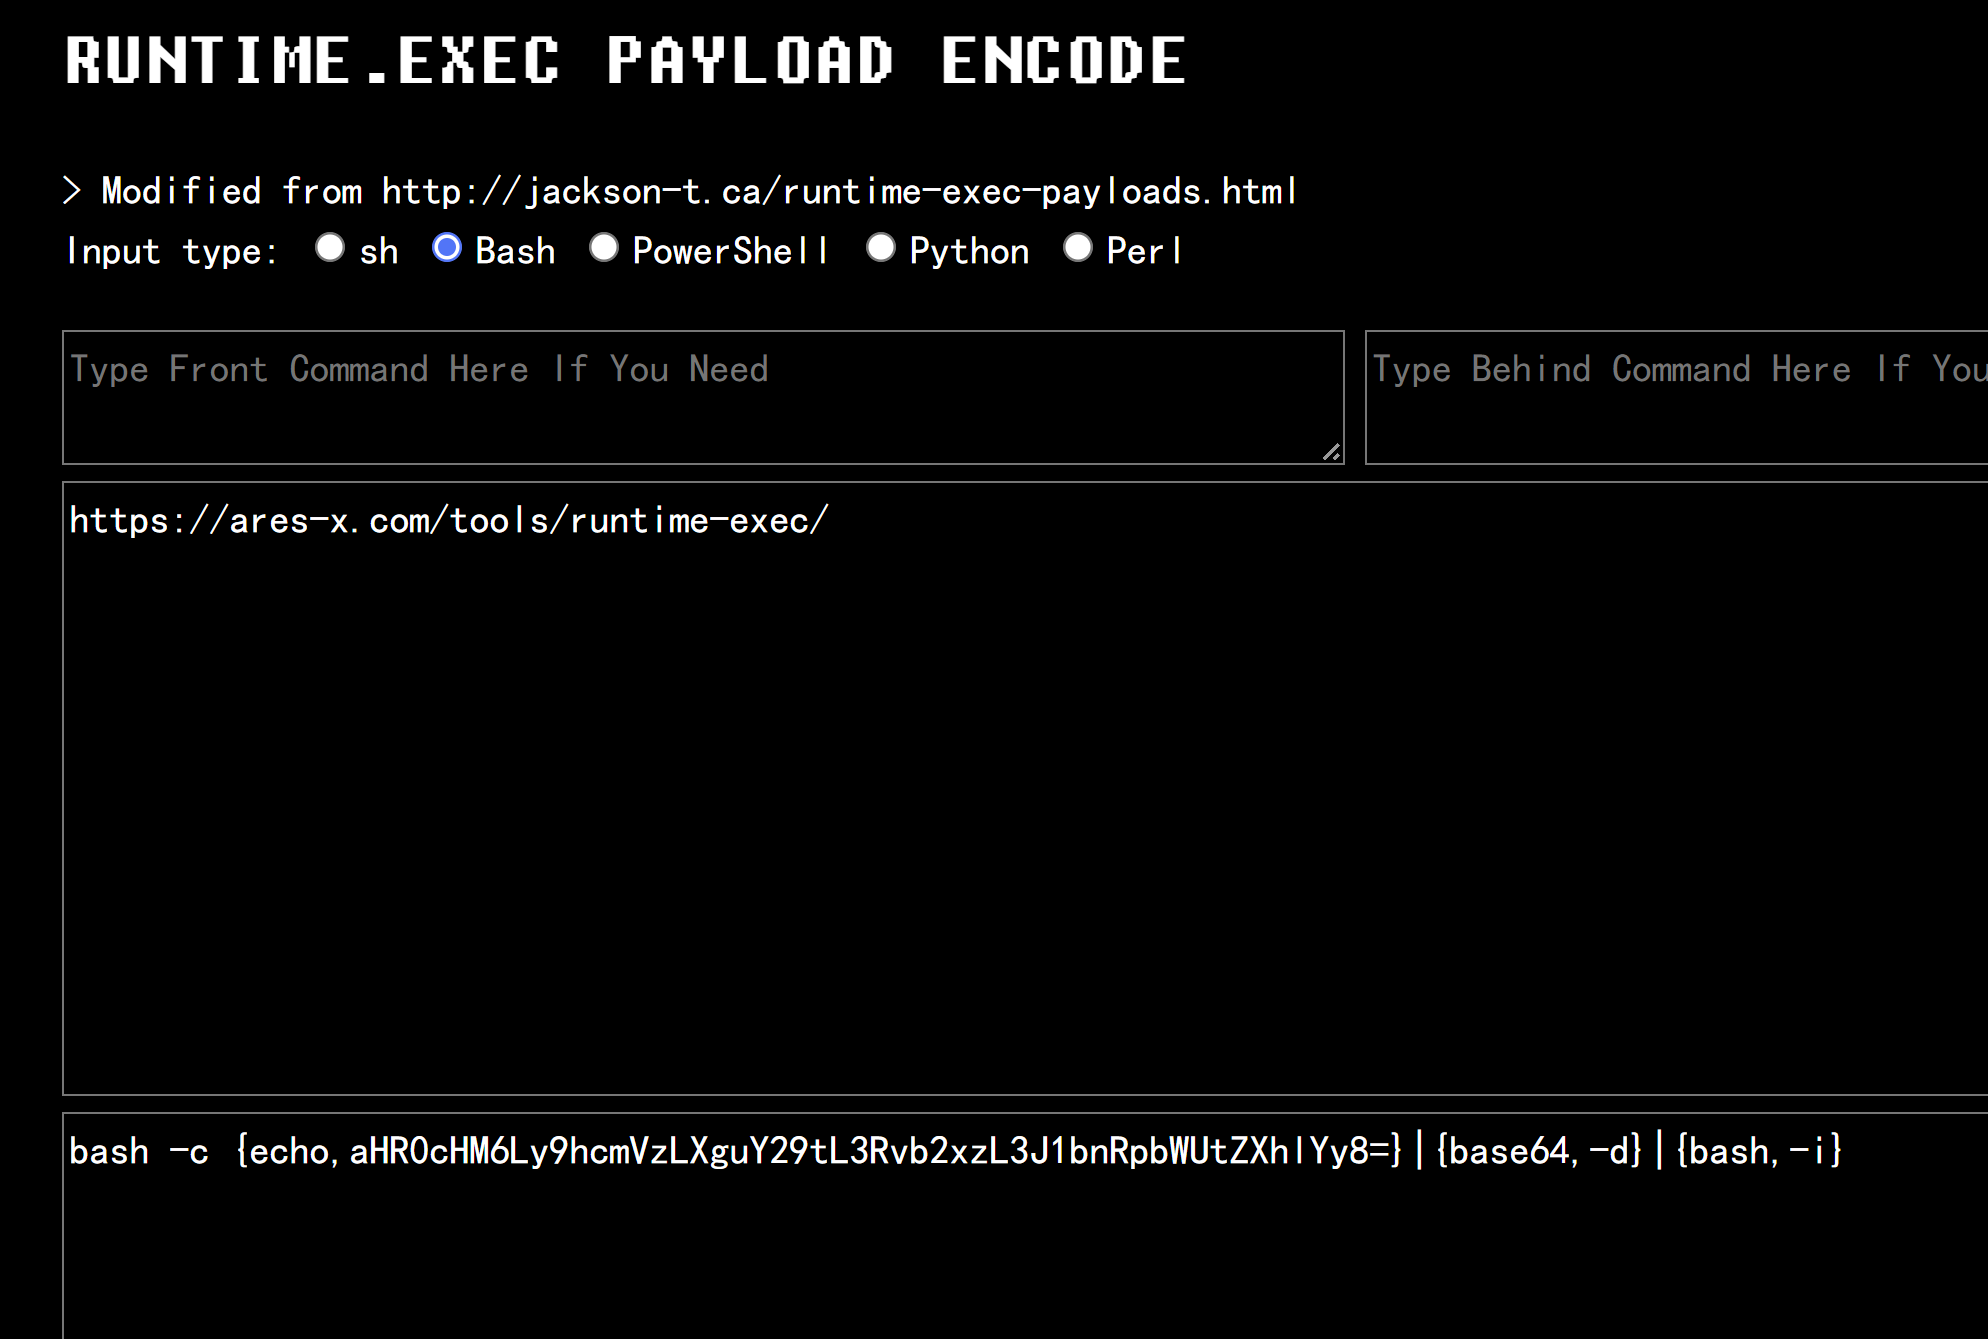 RUNTIME.EXEC PAYLOAD ENCODE
> Modified from http://jackson-t.ca/runtime-exec-payloads.html
Input type: sh Bash PowerShell Python Perl
Type Front Command Here If You Need
Type Behind Command Here If You
https://ares-x.com/tools/runtime-exec/
bash -c {echo,aHR0cHM6Ly9hcmVzLXguY29tL3Rvb2xzL3J1bnRpbWUtZXhlYy8=}|{base64,-d}|{bash,-i}